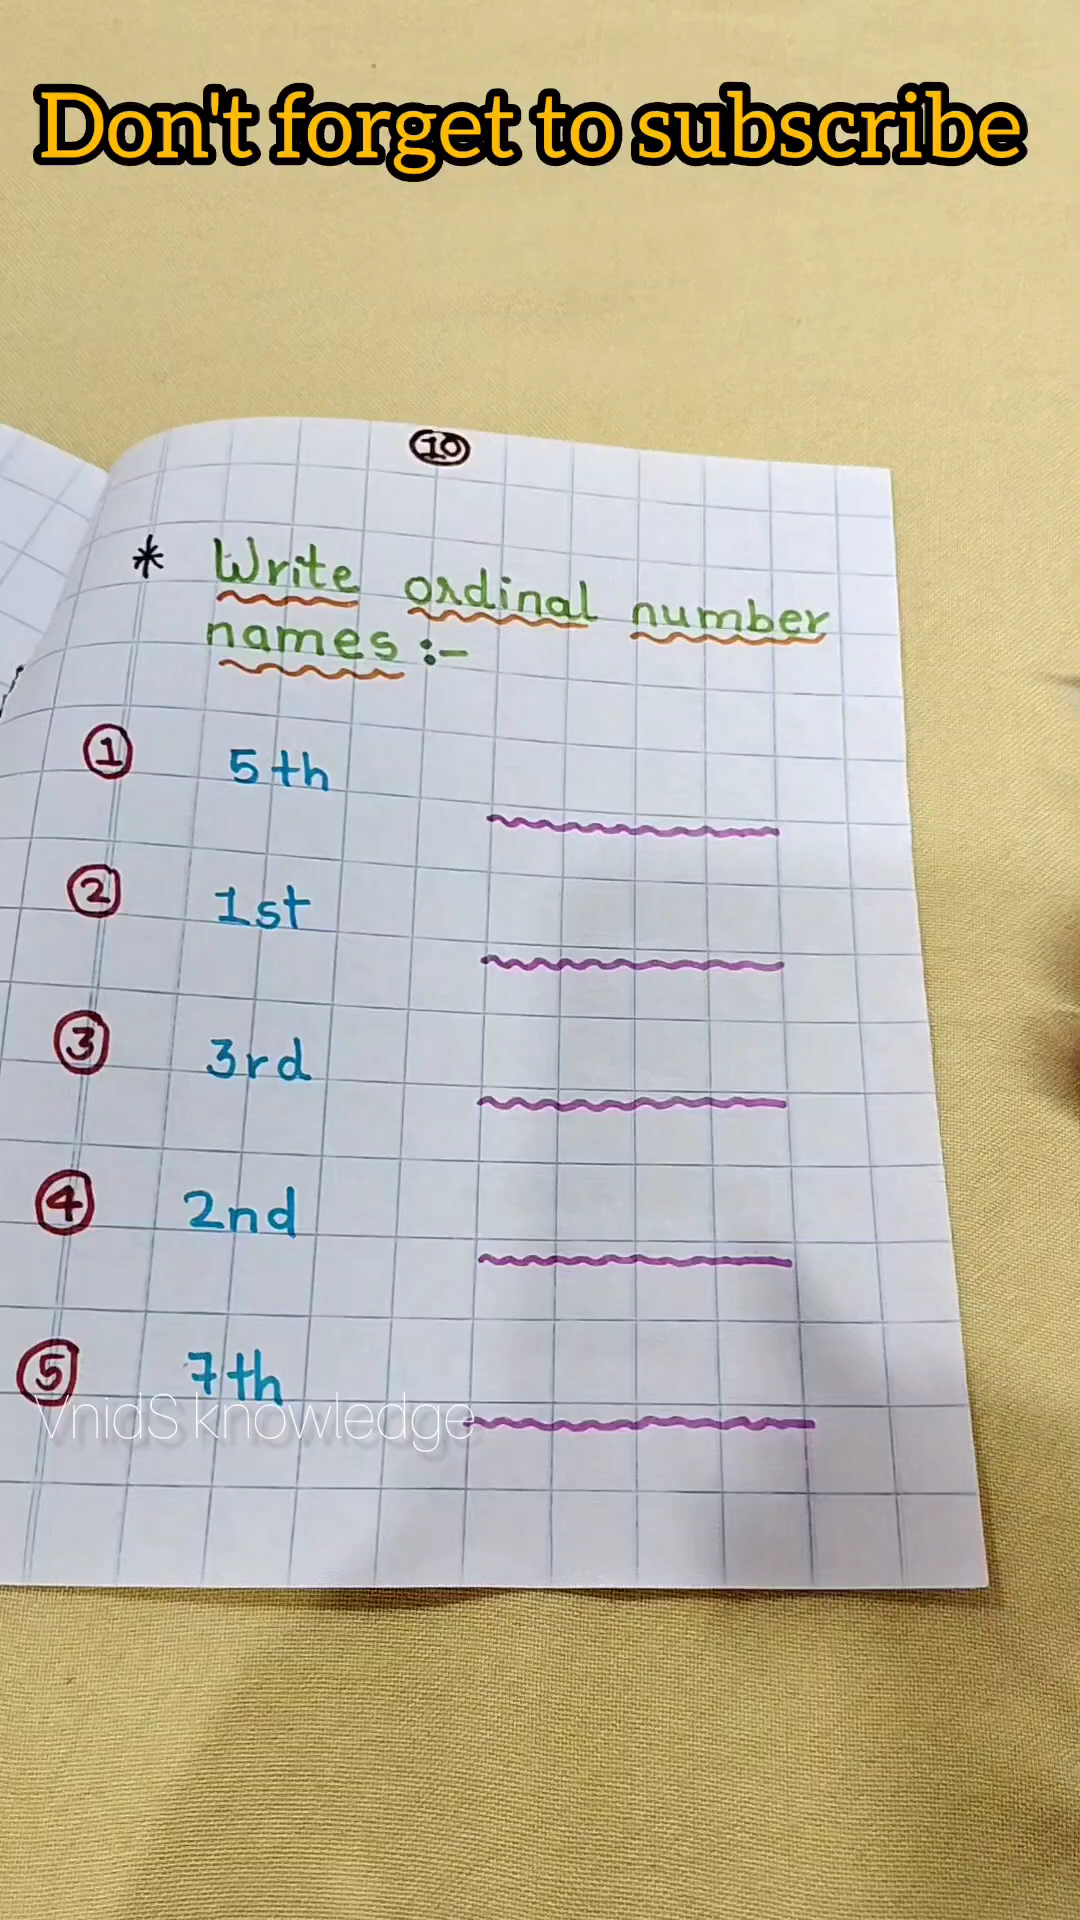 Don't forget to subscribe
10
* Write ordinal number
names :-
1 5th
2 1st
3 3rd
4 2nd
5 7th
VnidS knowledge